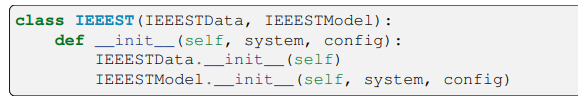 class IEEEST(IEEESTData, IEEESTModel):
    def __init__(self, system, config):
        IEEESTData.__init__(self)
        IEEESTModel.__init__(self, system, config)